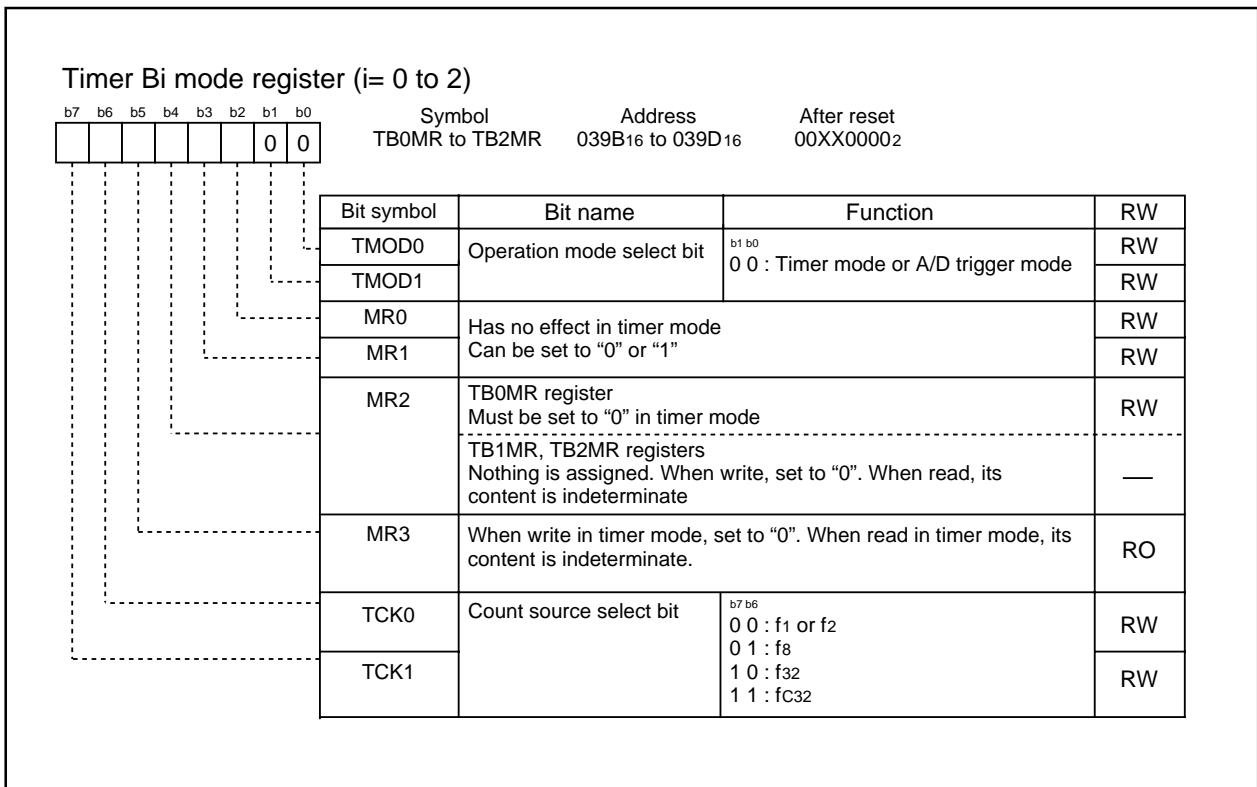 Timer Bi mode register (i= 0 to 2)
b7 b6 b5 b4 b3 b2 b1 b0
0 0
Symbol Address After reset
TB0MR to TB2MR 039B16 to 039D16 00XX00002
Bit symbol Bit name Function RW
TMOD0 Operation mode select bit b1 b0 RW
0 0 : Timer mode or A/D trigger mode
TMOD1 RW
MR0 Has no effect in timer mode RW
MR1 Can be set to “0” or “1” RW
MR2 TB0MR register RW
Must be set to “0” in timer mode
TB1MR, TB2MR registers
Nothing is assigned. When write, set to “0”. When read, its —
content is indeterminate
MR3 When write in timer mode, set to “0”. When read in timer mode, its RO
content is indeterminate.
TCK0 Count source select bit b7 b6 RW
0 0 : f1 or f2
0 1 : f8
TCK1 1 0 : f32 RW
1 1 : fC32